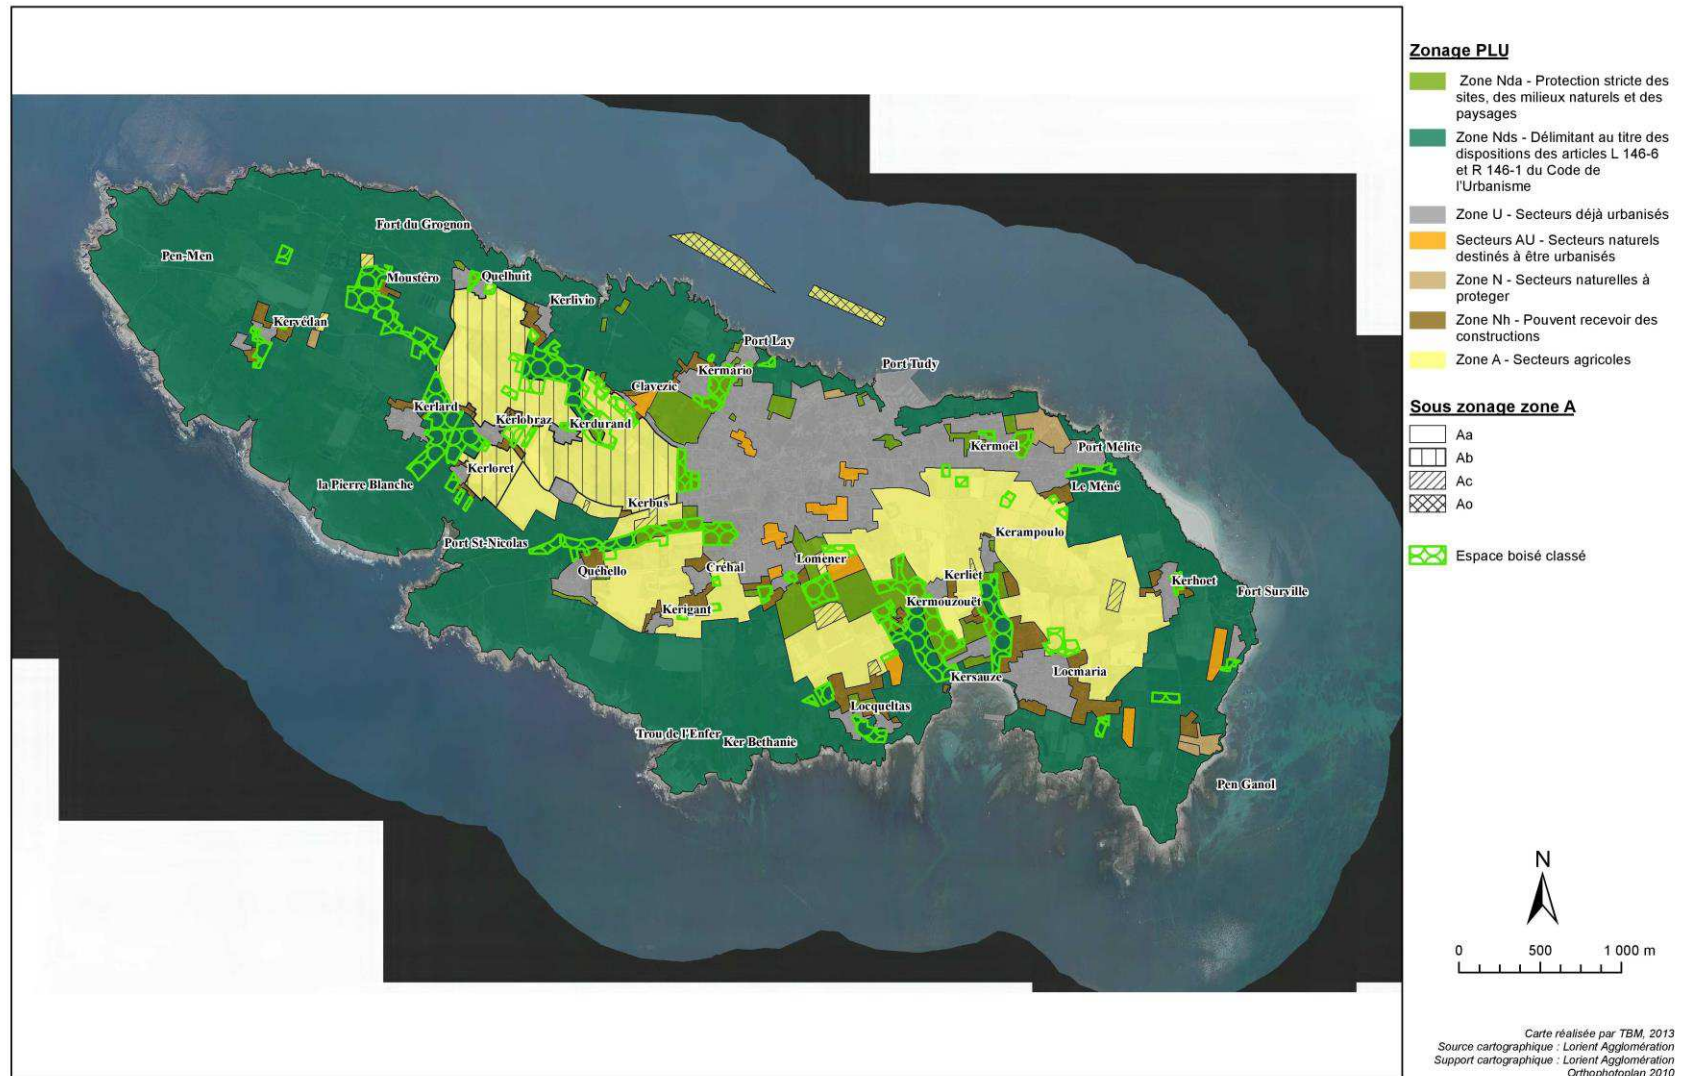 Zonage PLU
Zone Nda - Protection stricte des
sites, des milieux naturels et des
paysages
Zone Nds - Délimitant au titre des
dispositions des articles L 146-6
et R 146-1 du Code de
l'Urbanisme
Zone U - Secteurs déjà urbanisés
Secteurs AU - Secteurs naturels
destinés à être urbanisés
Zone N - Secteurs naturelles à
proteger
Zone Nh - Pouvent recevoir des
constructions
Zone A - Secteurs agricoles
Sous zonage zone A
Aa
Ab
Ac
Ao
Espace boisé classé
Fort du Grognon
Pen-Men
Moustéro
Quelhuit
Kerlivio
Kervédan
Port Lay
Port Tudy
Kermario
Clavezic
Kerlard
Kerlobraz
Kerdurand
Kermoël
Port Mélite
Kerloret
la Pierre Blanche
Le Méné
Kerbus
Kerampoulo
Port St-Nicolas
Lomener
Quéhello
Créhal
Kerliet
Kerhoet
Fort Surville
Kerigant
Kermouzouët
Kersauze
Locmaria
Locqueltas
Trou de l'Enfer
Ker Bethanie
Pen Ganol
N
0 500 1 000 m
Carte réalisée par TBM, 2013
Source cartographique : Lorient Agglomération
Support cartographique : Lorient Agglomération
Orthophotoplan 2010